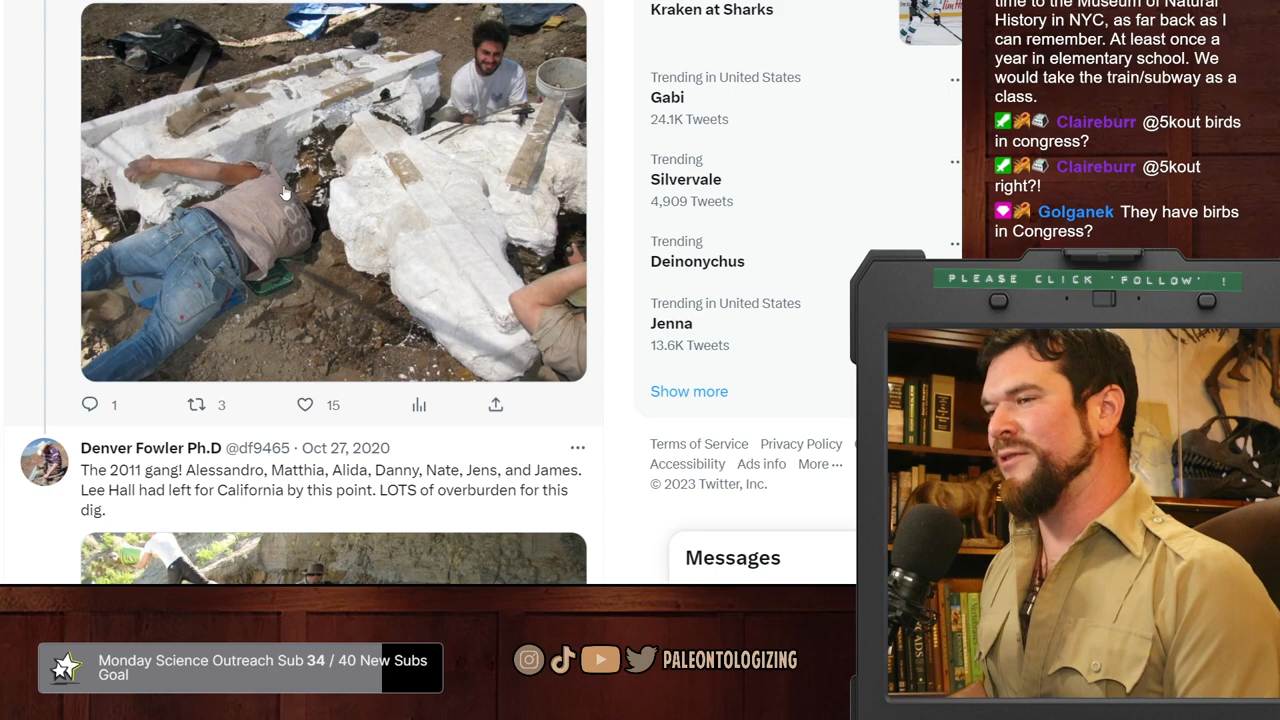 Kraken at Sharks
Trending in United States
Gabi
24.1K Tweets
Trending
Silvervale
4,909 Tweets
Trending
Deinonychus
Trending in United States
Jenna
13.6K Tweets
Show more
Terms of Service Privacy Policy
Accessibility Ads info More ···
© 2023 Twitter, Inc.
Messages
1 3 15
Denver Fowler Ph.D @df9465 · Oct 27, 2020
The 2011 gang! Alessandro, Matthia, Alida, Danny, Nate, Jens, and James.
Lee Hall had left for California by this point. LOTS of overburden for this
dig.
time to the Museum of Natural
History in NYC, as far back as I
can remember. At least once a
year in elementary school. We
would take the train/subway as a
class.
Claireburr @5kout birds
in congress?
Claireburr @5kout
right?!
Golganek They have birbs
in Congress?
PLEASE CLICK 'FOLLOW' !
Monday Science Outreach Sub 34 / 40 New Subs
Goal
PALEONTOLOGIZING